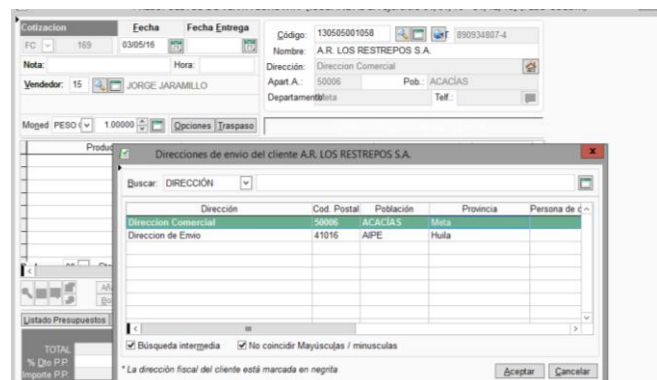 Cotizacion Fecha Fecha Entrega
FC 169 03/05/16
Nota: Hora:
Vendedor: 15 JORGE JARAMILLO
Código: 130505001058 890934807-4
Nombre: A.R. LOS RESTREPOS S.A.
Dirección: Direccion Comercial
Apart.A.: 50006 Pob.: ACACÍAS
Departamento Meta Telf.:
Moned PESO ( 1.00000 Opciones Traspaso
Produc
Direcciones de envio del cliente A.R. LOS RESTREPOS S.A.
Buscar: DIRECCIÓN
Dirección Cod. Postal Población Provincia Persona de c
Direccion Comercial 50006 ACACÍAS Meta
Direccion de Envio 41016 AIPE Huila
Listado Presupuestos
Búsqueda intermedia No coincidir Mayúsculas / minusculas
TOTAL
% Dto P.P.
Importe P.P.
* La dirección fiscal del cliente está marcada en negrita
Aceptar Cancelar